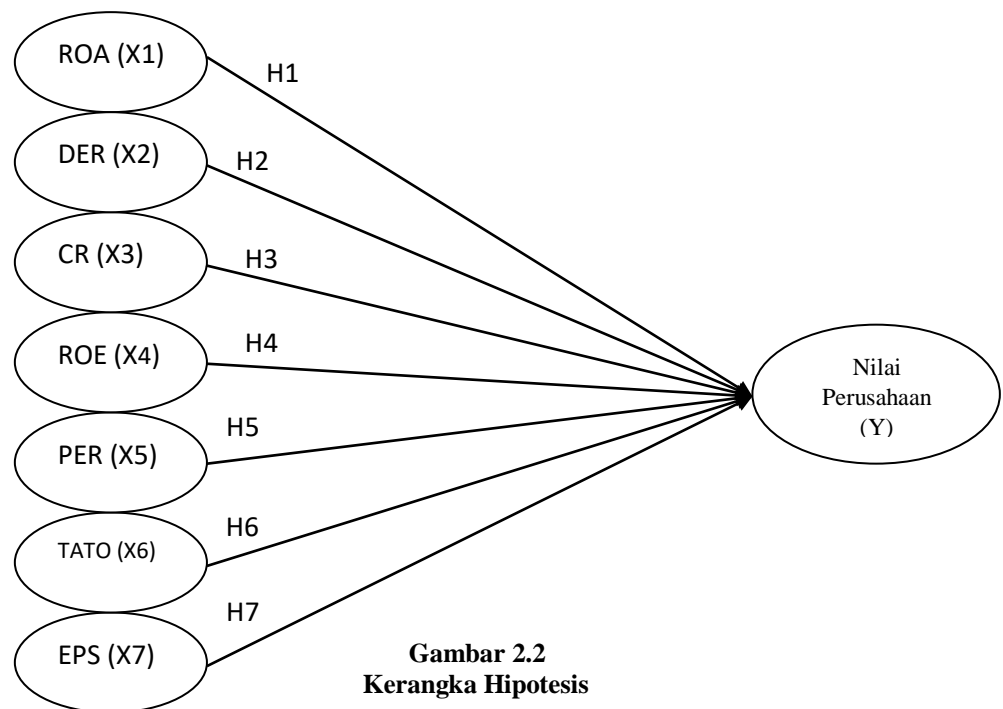 ROA (X1)
H1
DER (X2)
H2
CR (X3)
H3
ROE (X4)
H4
PER (X5)
H5
TATO (X6)
H6
EPS (X7)
H7
Nilai
Perusahaan
(Y)
Gambar 2.2
Kerangka Hipotesis